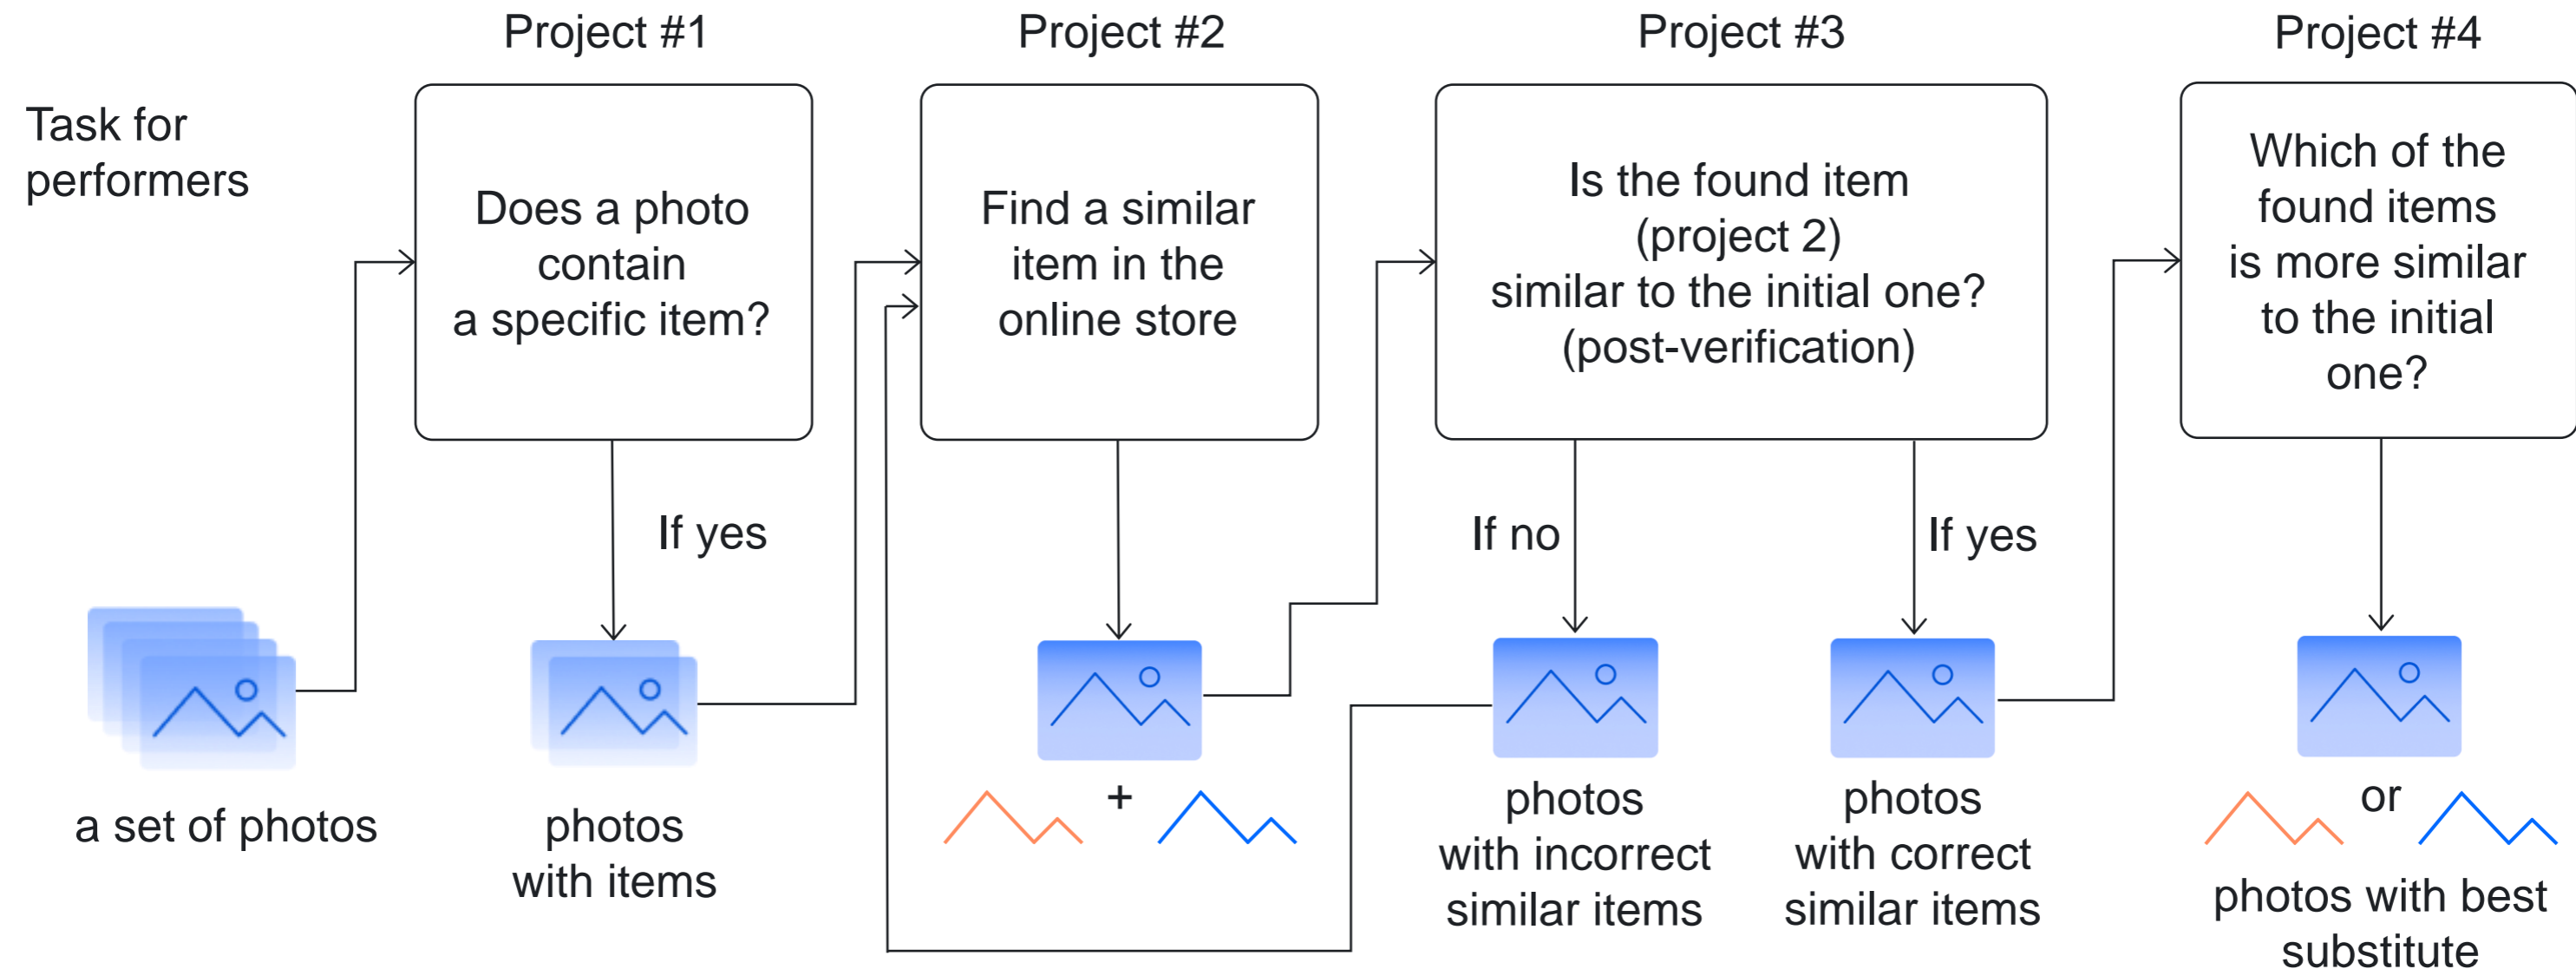 Project #1
Project #2
Project #3
Project #4
Task for
performers
Does a photo
contain
a specific item?
Find a similar
item in the
online store
Is the found item
(project 2)
similar to the initial one?
(post-verification)
Which of the
found items
is more similar
to the initial
one?
If yes
If no
If yes
a set of photos
photos
with items
+
photos
with incorrect
similar items
photos
with correct
similar items
or
photos with best
substitute